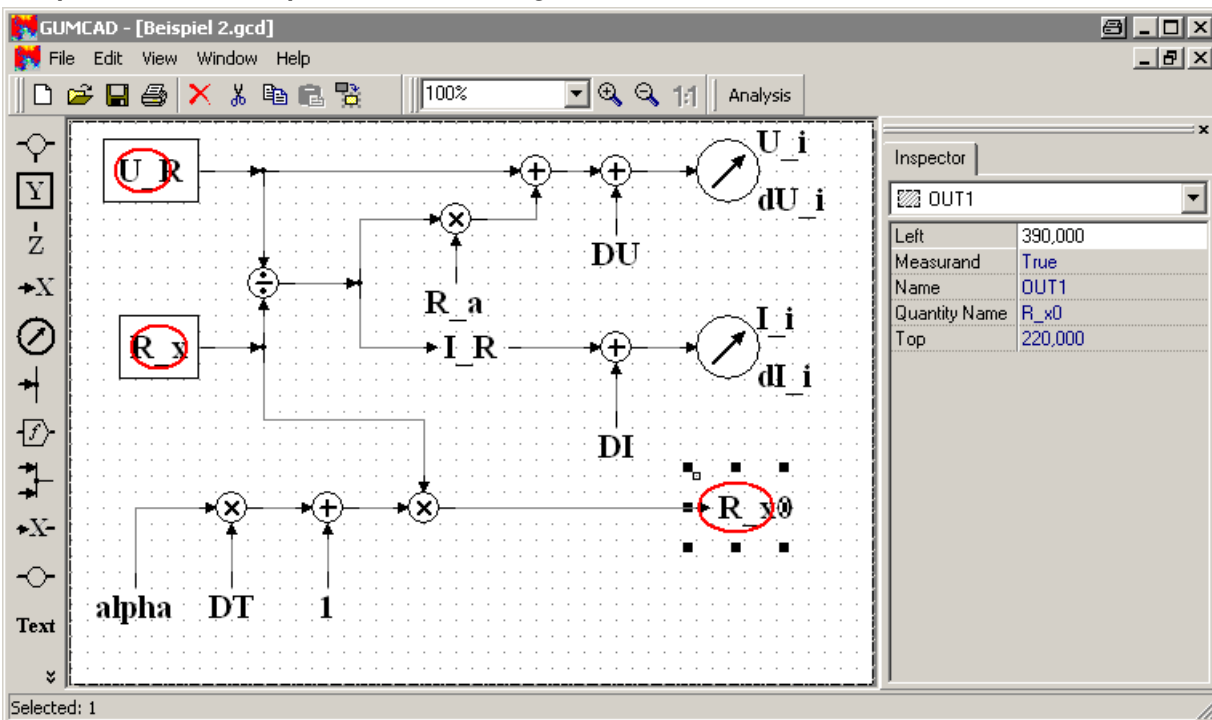 GUMCAD - [Beispiel 2.gcd]
File Edit View Window Help
100% 1:1 Analysis
Y
Z
X
f
X
Text
U_R
U_i
dU_i
DU
R_a
R_x
I_R
I_i
dI_i
DI
R_x0
alpha DT 1
Inspector
OUT1
Left 390,000
Measurand True
Name OUT1
Quantity Name R_x0
Top 220,000
Selected: 1